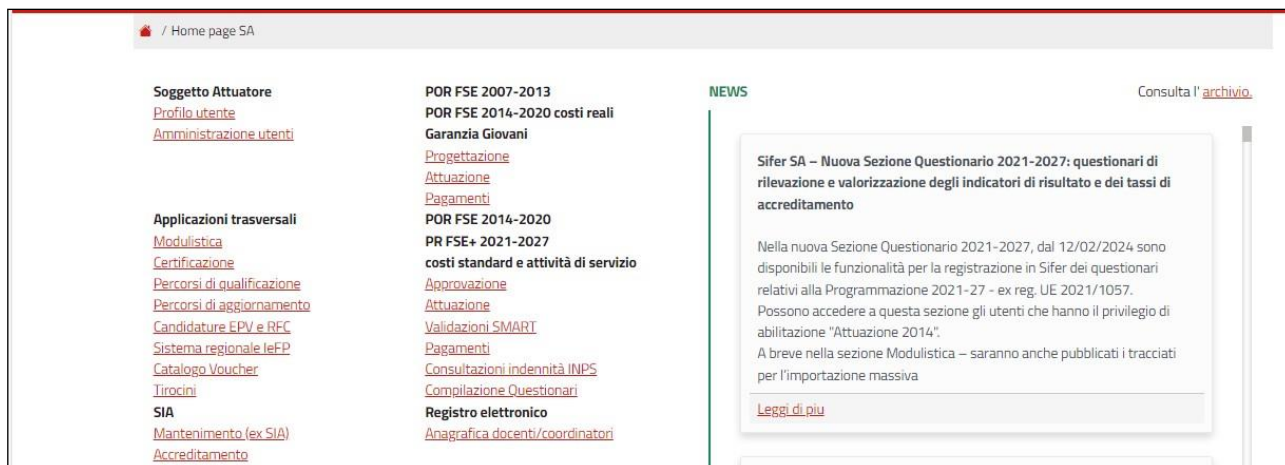 / Home page SA
Soggetto Attuatore
Profilo utente
Amministrazione utenti
Applicazioni trasversali
Modulistica
Certificazione
Percorsi di qualificazione
Percorsi di aggiornamento
Candidature EPV e RFC
Sistema regionale IeFP
Catalogo Voucher
Tirocini
SIA
Mantenimento (ex SIA)
Accreditamento
POR FSE 2007-2013
POR FSE 2014-2020 costi reali
Garanzia Giovani
Progettazione
Attuazione
Pagamenti
POR FSE 2014-2020
PR FSE+ 2021-2027
costi standard e attività di servizio
Approvazione
Attuazione
Validazioni SMART
Pagamenti
Consultazioni indennità INPS
Compilazione Questionari
Registro elettronico
Anagrafica docenti/coordinatori
NEWS
Consulta l' archivio.
Sifer SA – Nuova Sezione Questionario 2021-2027: questionari di
rilevazione e valorizzazione degli indicatori di risultato e dei tassi di
accreditamento
Nella nuova Sezione Questionario 2021-2027, dal 12/02/2024 sono
disponibili le funzionalità per la registrazione in Sifer dei questionari
relativi alla Programmazione 2021-27 - ex reg. UE 2021/1057.
Possono accedere a questa sezione gli utenti che hanno il privilegio di
abilitazione "Attuazione 2014".
A breve nella sezione Modulistica – saranno anche pubblicati i tracciati
per l'importazione massiva
Leggi di piu